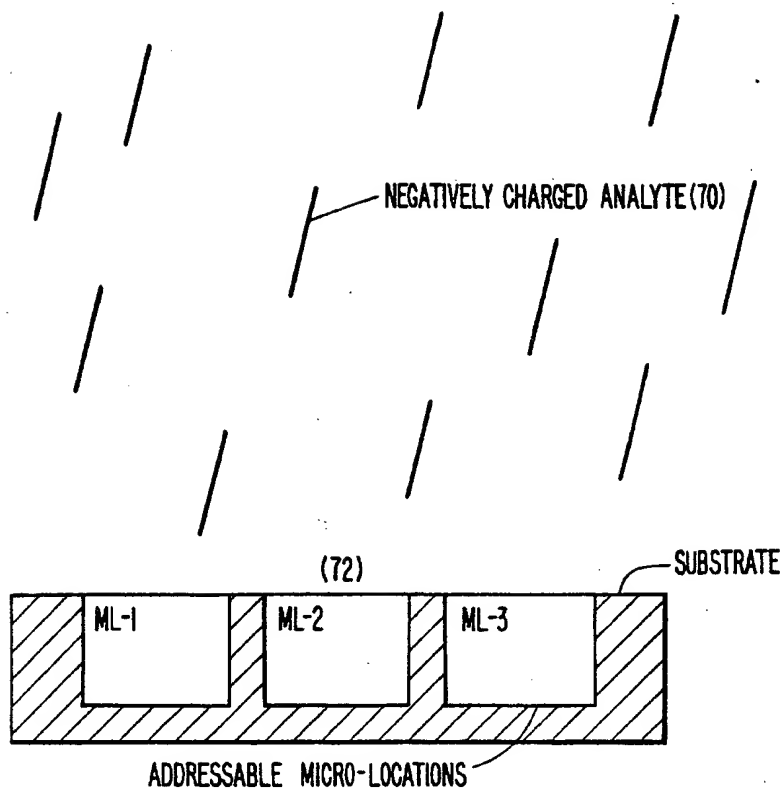 NEGATIVELY CHARGED ANALYTE(70)
(72)
SUBSTRATE
ML-1
ML-2
ML-3
ADDRESSABLE MICRO-LOCATIONS